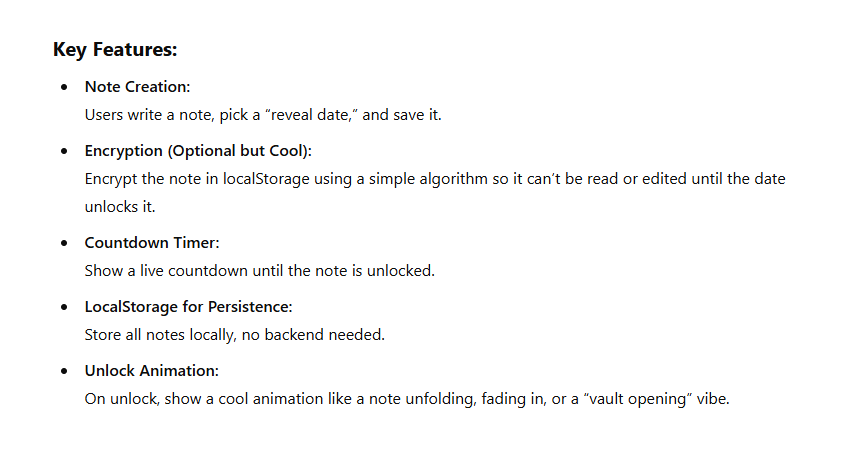 Key Features:
• Note Creation:
Users write a note, pick a “reveal date,” and save it.
• Encryption (Optional but Cool):
Encrypt the note in localStorage using a simple algorithm so it can’t be read or edited until the date
unlocks it.
• Countdown Timer:
Show a live countdown until the note is unlocked.
• LocalStorage for Persistence:
Store all notes locally, no backend needed.
• Unlock Animation:
On unlock, show a cool animation like a note unfolding, fading in, or a “vault opening” vibe.